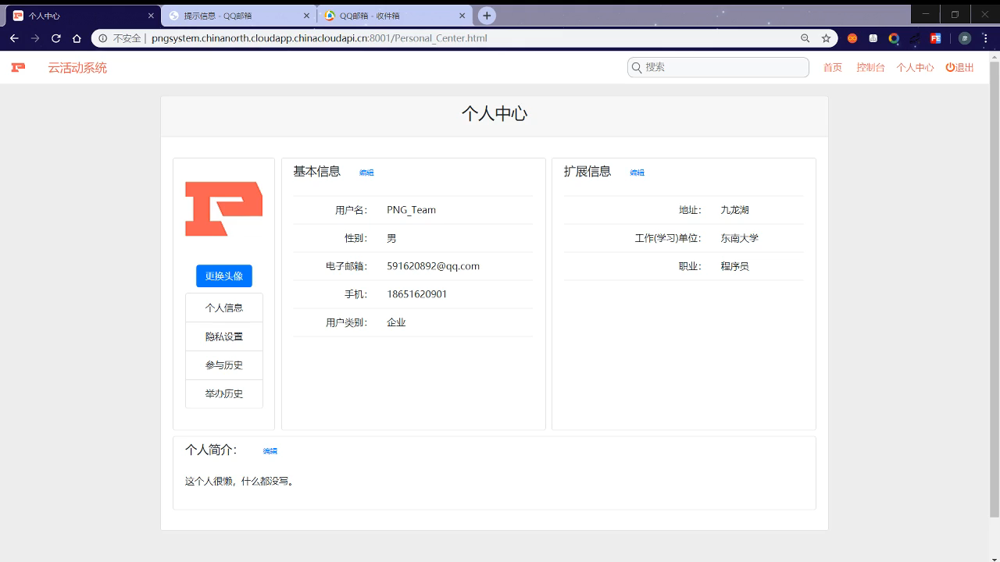 个人中心
提示信息 - QQ邮箱
QQ邮箱 - 收件箱
不安全 | pngsystem.chinanorth.cloudapp.chinacloudapi.cn:8001/Personal_Center.html
云活动系统
搜索
首页
控制台
个人中心
退出
个人中心
更换头像
个人信息
隐私设置
参与历史
举办历史
基本信息 编辑
用户名： PNG_Team
性别： 男
电子邮箱： 591620892@qq.com
手机： 18651620901
用户类别： 企业
扩展信息 编辑
地址： 九龙湖
工作(学习)单位： 东南大学
职业： 程序员
个人简介： 编辑
这个人很懒，什么都没写。